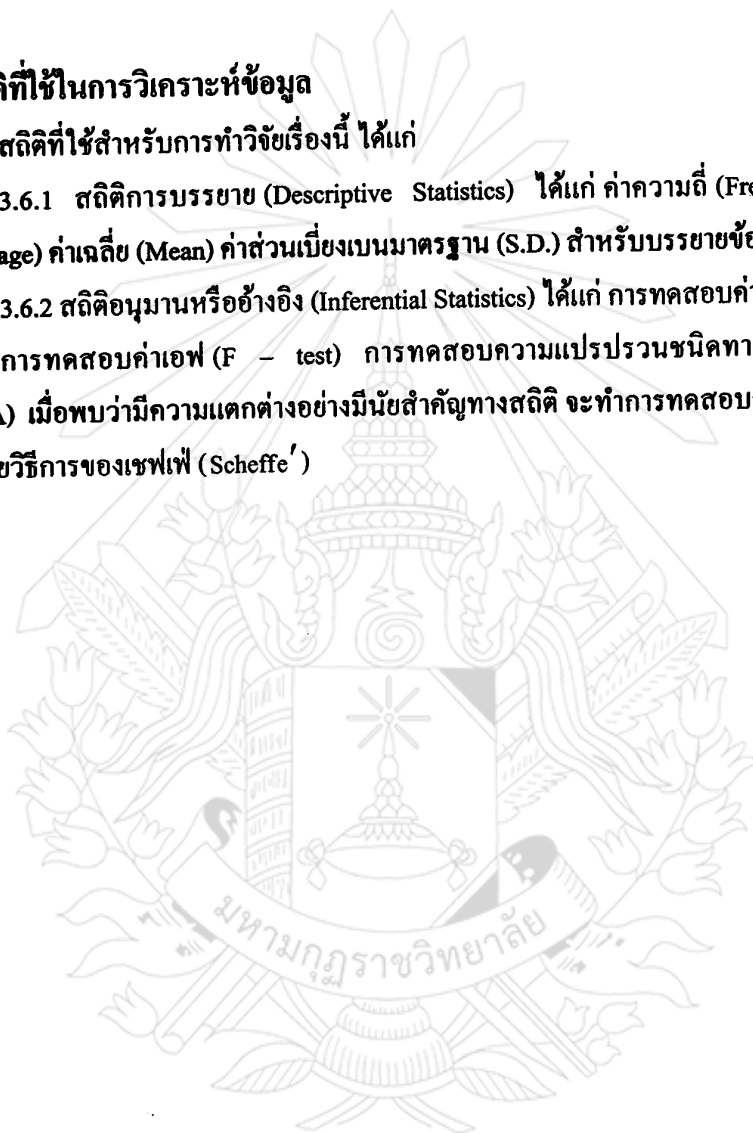 ติที่ใช้ในการวิเคราะห์ข้อมูล
สถิติที่ใช้สำหรับการทำวิจัยเรื่องนี้ ได้แก่
3.6.1 สถิติการบรรยาย (Descriptive Statistics) ได้แก่ ค่าความถี่ (Fre
age) ค่าเฉลี่ย (Mean) ค่าส่วนเบี่ยงเบนมาตรฐาน (S.D.) สำหรับบรรยายข้อ
3.6.2 สถิติอนุมานหรืออ้างอิง (Inferential Statistics) ได้แก่ การทดสอบค่า
การทดสอบค่าเอฟ (F – test) การทดสอบความแปรปรวนชนิดทา
A) เมื่อพบว่ามีความแตกต่างอย่างมีนัยสำคัญทางสถิติ จะทำการทดสอบ
ยวิธีการของเชฟเฟ่ (Scheffe′)
มหามกุฏราชวิทยาลัย